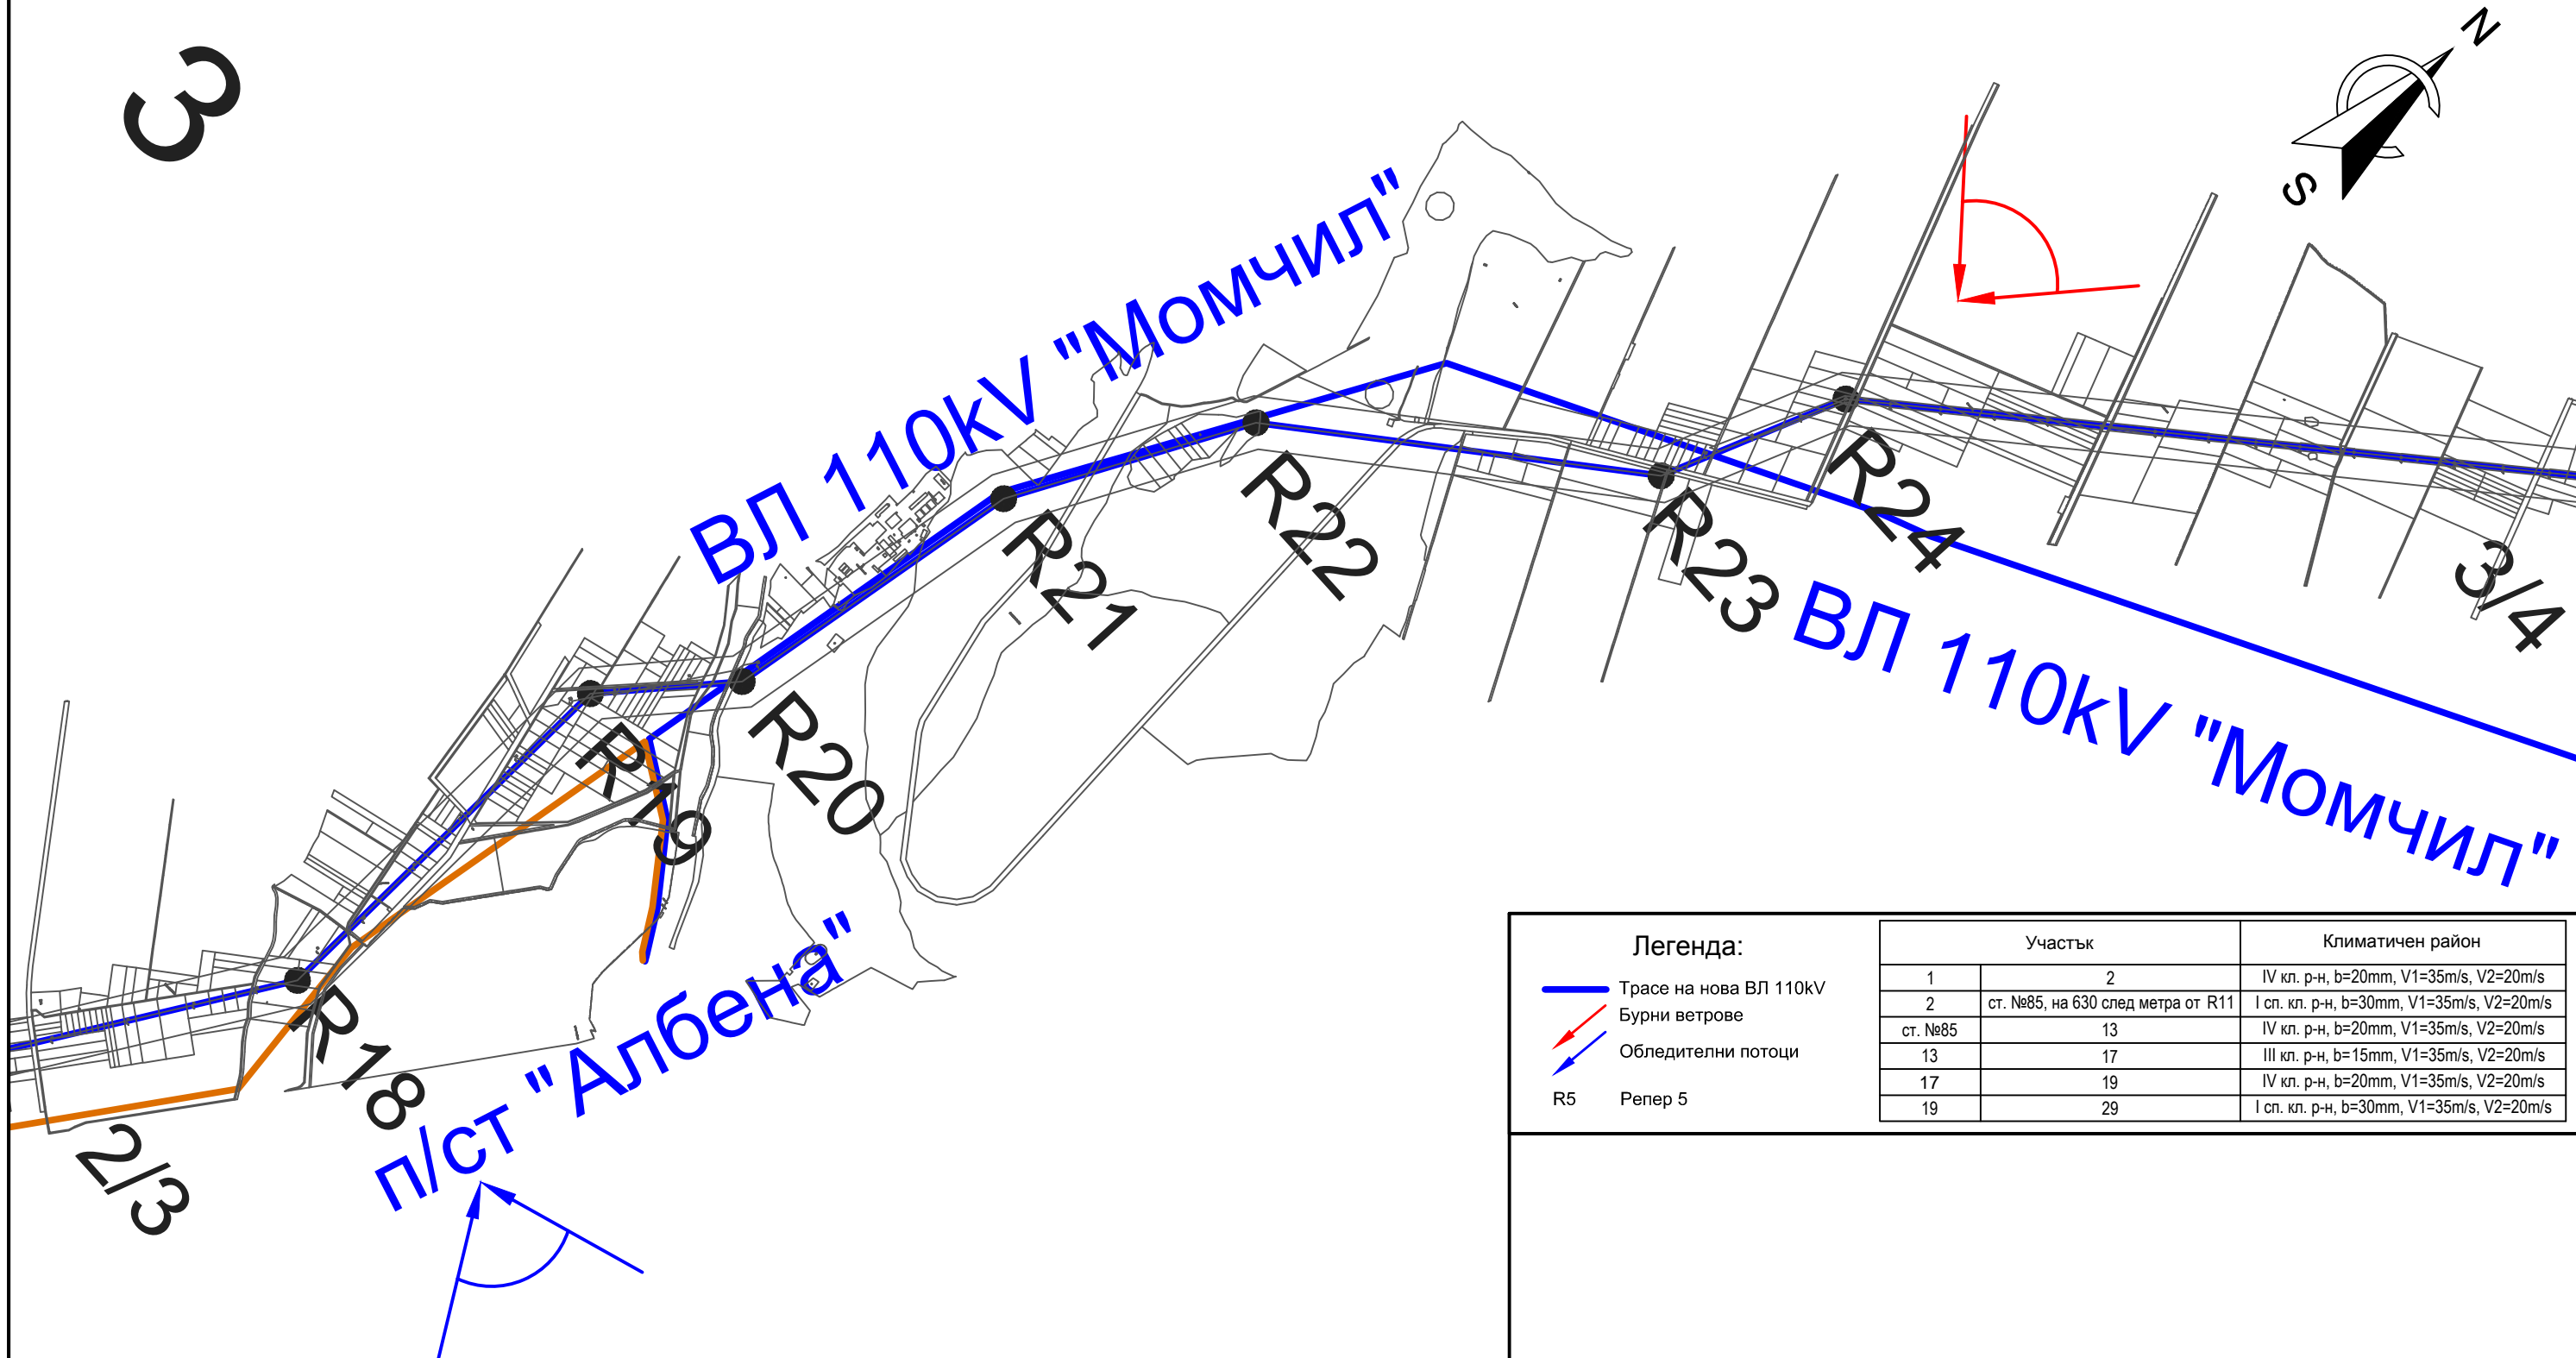 3
N
S
ВЛ 110kV "Момчил"
R24
R22
R23
R21
3/4
ВЛ 110kV "Момчил"
R20
R19
R18
п/ст "Албена"
2/3
Легенда:
Трасе на нова ВЛ 110kV
Бурни ветрове
Обледителни потоци
R5 Репер 5
Участък Климатичен район
1 2 IV кл. р-н, b=20mm, V1=35m/s, V2=20m/s
2 ст. №85, на 630 след метра от R11 I сп. кл. р-н, b=30mm, V1=35m/s, V2=20m/s
ст. №85 13 IV кл. р-н, b=20mm, V1=35m/s, V2=20m/s
13 17 III кл. р-н, b=15mm, V1=35m/s, V2=20m/s
17 19 IV кл. р-н, b=20mm, V1=35m/s, V2=20m/s
19 29 I сп. кл. р-н, b=30mm, V1=35m/s, V2=20m/s